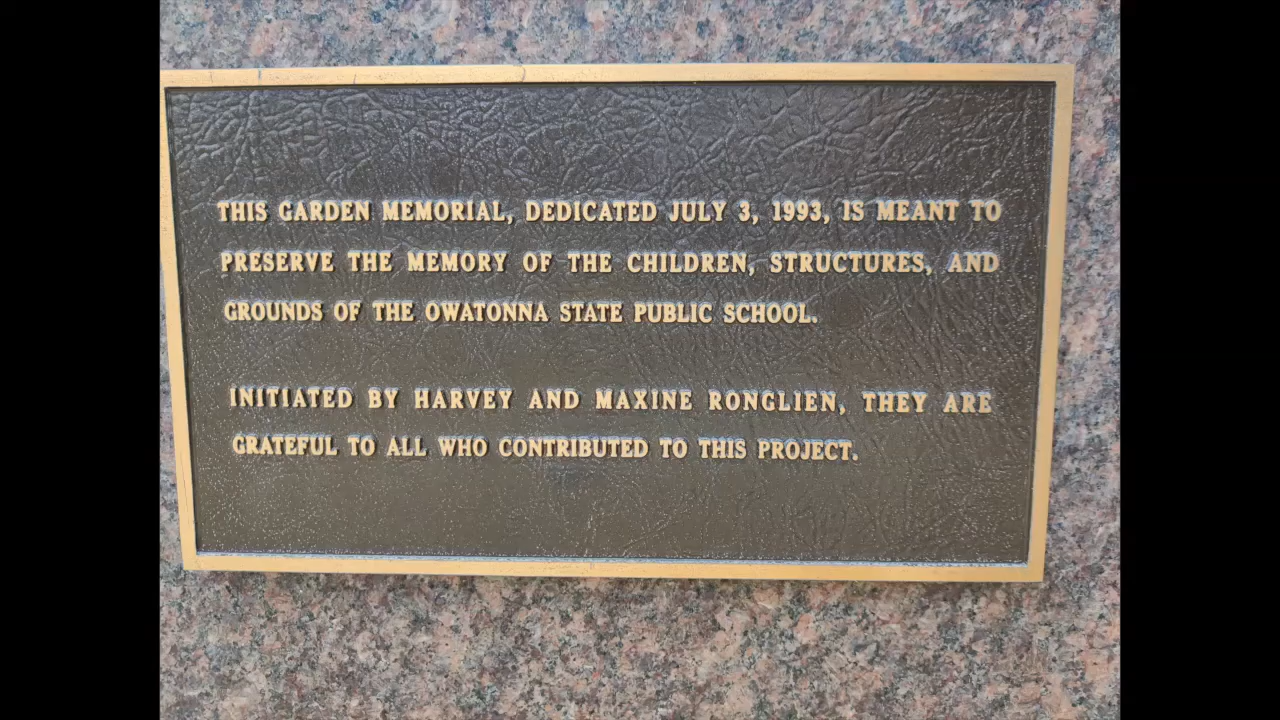 THIS GARDEN MEMORIAL, DEDICATED JULY 3, 1993, IS MEANT TO
PRESERVE THE MEMORY OF THE CHILDREN, STRUCTURES, AND
GROUNDS OF THE OWATONNA STATE PUBLIC SCHOOL.
INITIATED BY HARVEY AND MAXINE RONGLIEN, THEY ARE
GRATEFUL TO ALL WHO CONTRIBUTED TO THIS PROJECT.